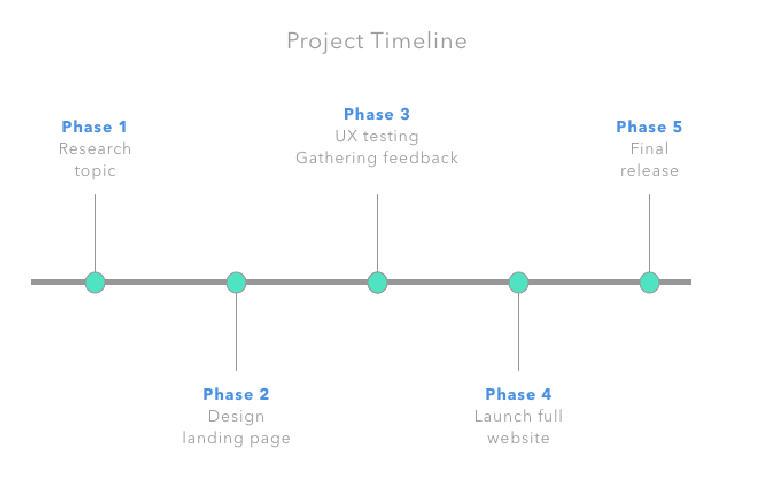 Project Timeline
Phase 1
Research
topic
Phase 2
Design
landing page
Phase 3
UX testing
Gathering feedback
Phase 4
Launch full
website
Phase 5
Final
release